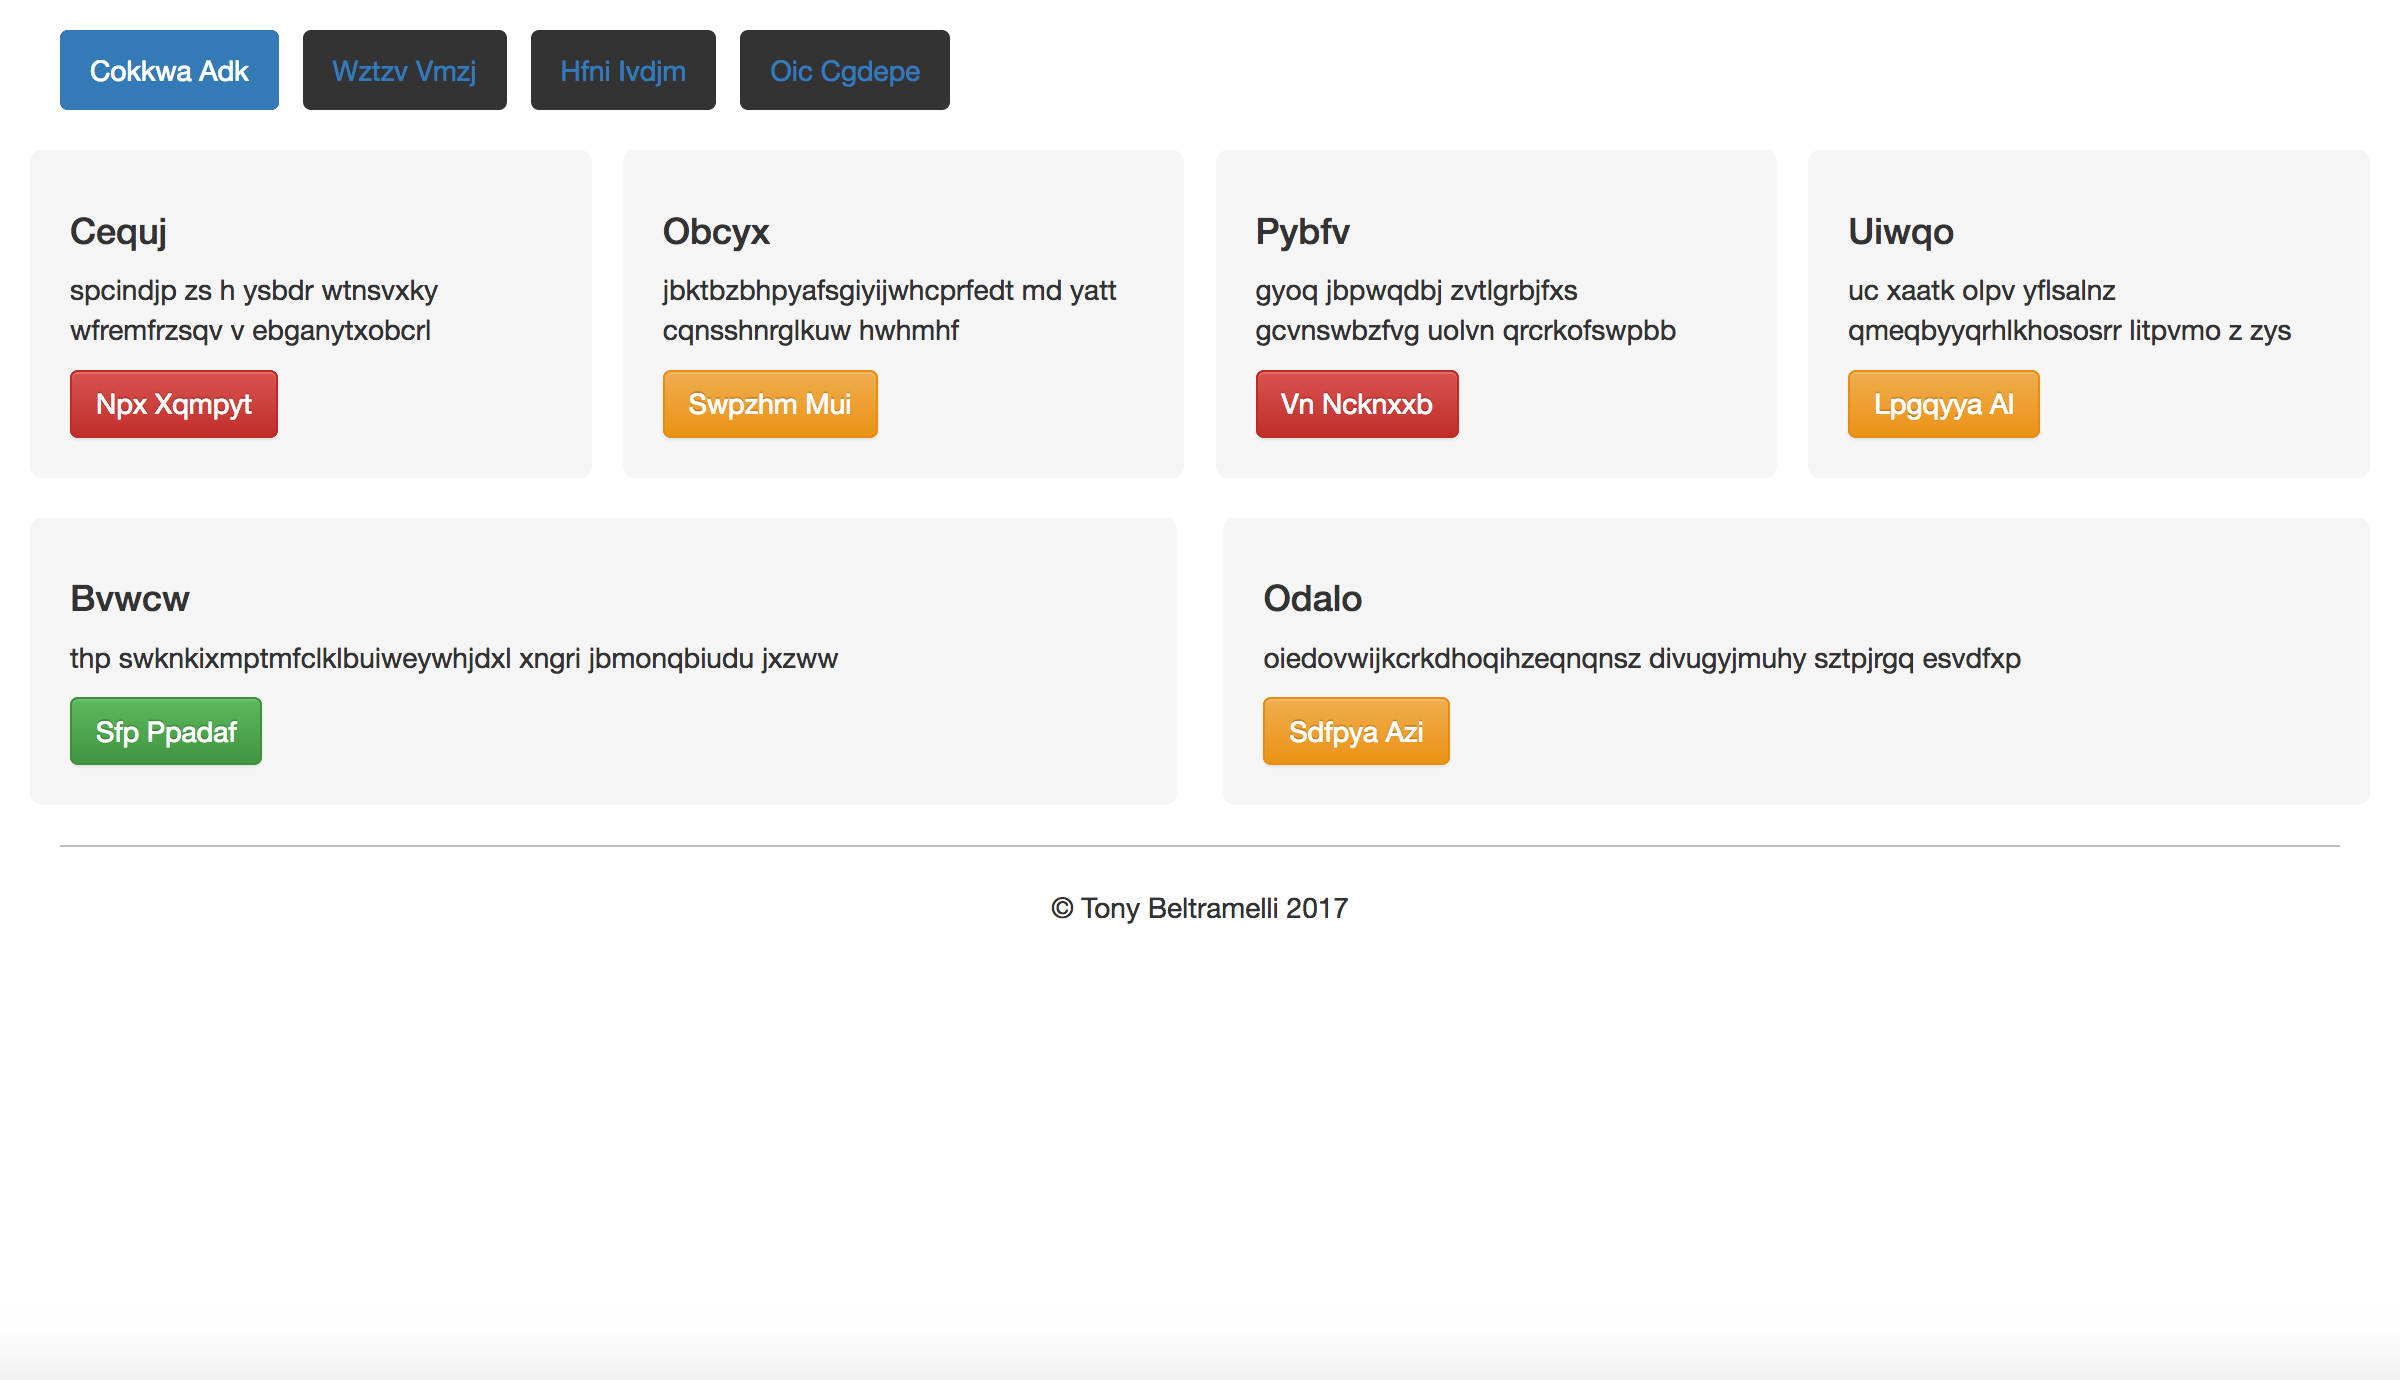 Cokkwa Adk
Wztzv Vmzj
Hfni Ivdjm
Oic Cgdepe
Cequj
spcindjp zs h ysbdr wtnsvxky
wfremfrzsqv v ebganytxobcrl
Npx Xqmpyt
Obcyx
jbktbzbhpyafsgiyijwhcprfedt md yatt
cqnsshnrglkuw hwhmhf
Swpzhm Mui
Pybfv
gyoq jbpwqdbj zvtlgrbjfxs
gcvnswbzfvg uolvn qrcrkofswpbb
Vn Ncknxxb
Uiwqo
uc xaatk olpv yflsalnz
qmeqbyyqrhlkhososrr litpvmo z zys
Lpgqyya Al
Bvwcw
thp swknkixmptmfclklbuiweywhjdxl xngri jbmonqbiudu jxzww
Sfp Ppadaf
Odalo
oiedovwijkcrkdhoqihzeqnqnsz divugyjmuhy sztpjrgq esvdfxp
Sdfpya Azi
© Tony Beltramelli 2017